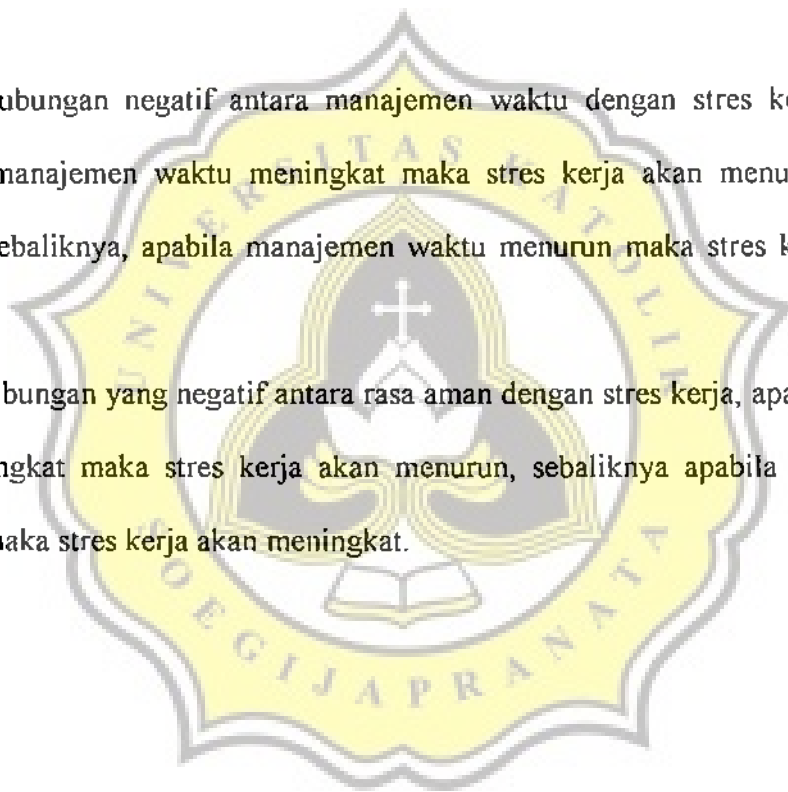 ubungan negatif antara manajemen waktu dengan stres ke
manajemen waktu meningkat maka stres kerja akan menu
ebaliknya, apabila manajemen waktu menurun maka stres k
bungan yang negatif antara rasa aman dengan stres kerja, apa
ngkat maka stres kerja akan menurun, sebaliknya apabila
naka stres kerja akan meningkat.
UNIVERSITAS KATOLIK
SOEGIJAPRANATA